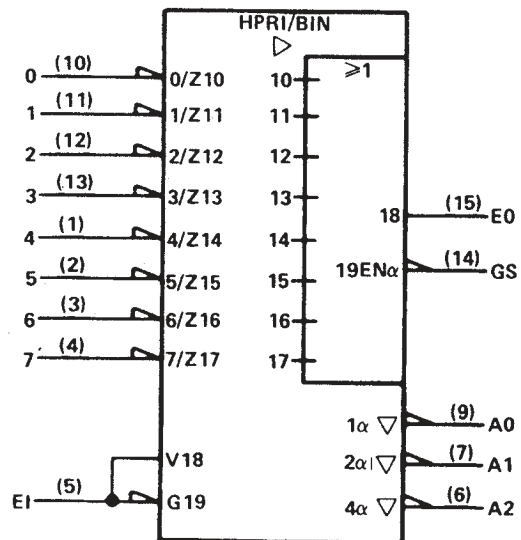 HPRI/BIN
▷
⩾1
0 (10) 0/Z10 10
1 (11) 1/Z11 11
2 (12) 2/Z12 12
3 (13) 3/Z13 13 18 (15) E0
4 (1) 4/Z14 14 19ENα (14) GS
5 (2) 5/Z15 15
6 (3) 6/Z16 16
7 (4) 7/Z17 17
1α ▽ (9) A0
V18 2α ▽ (7) A1
EI (5) G19 4α ▽ (6) A2